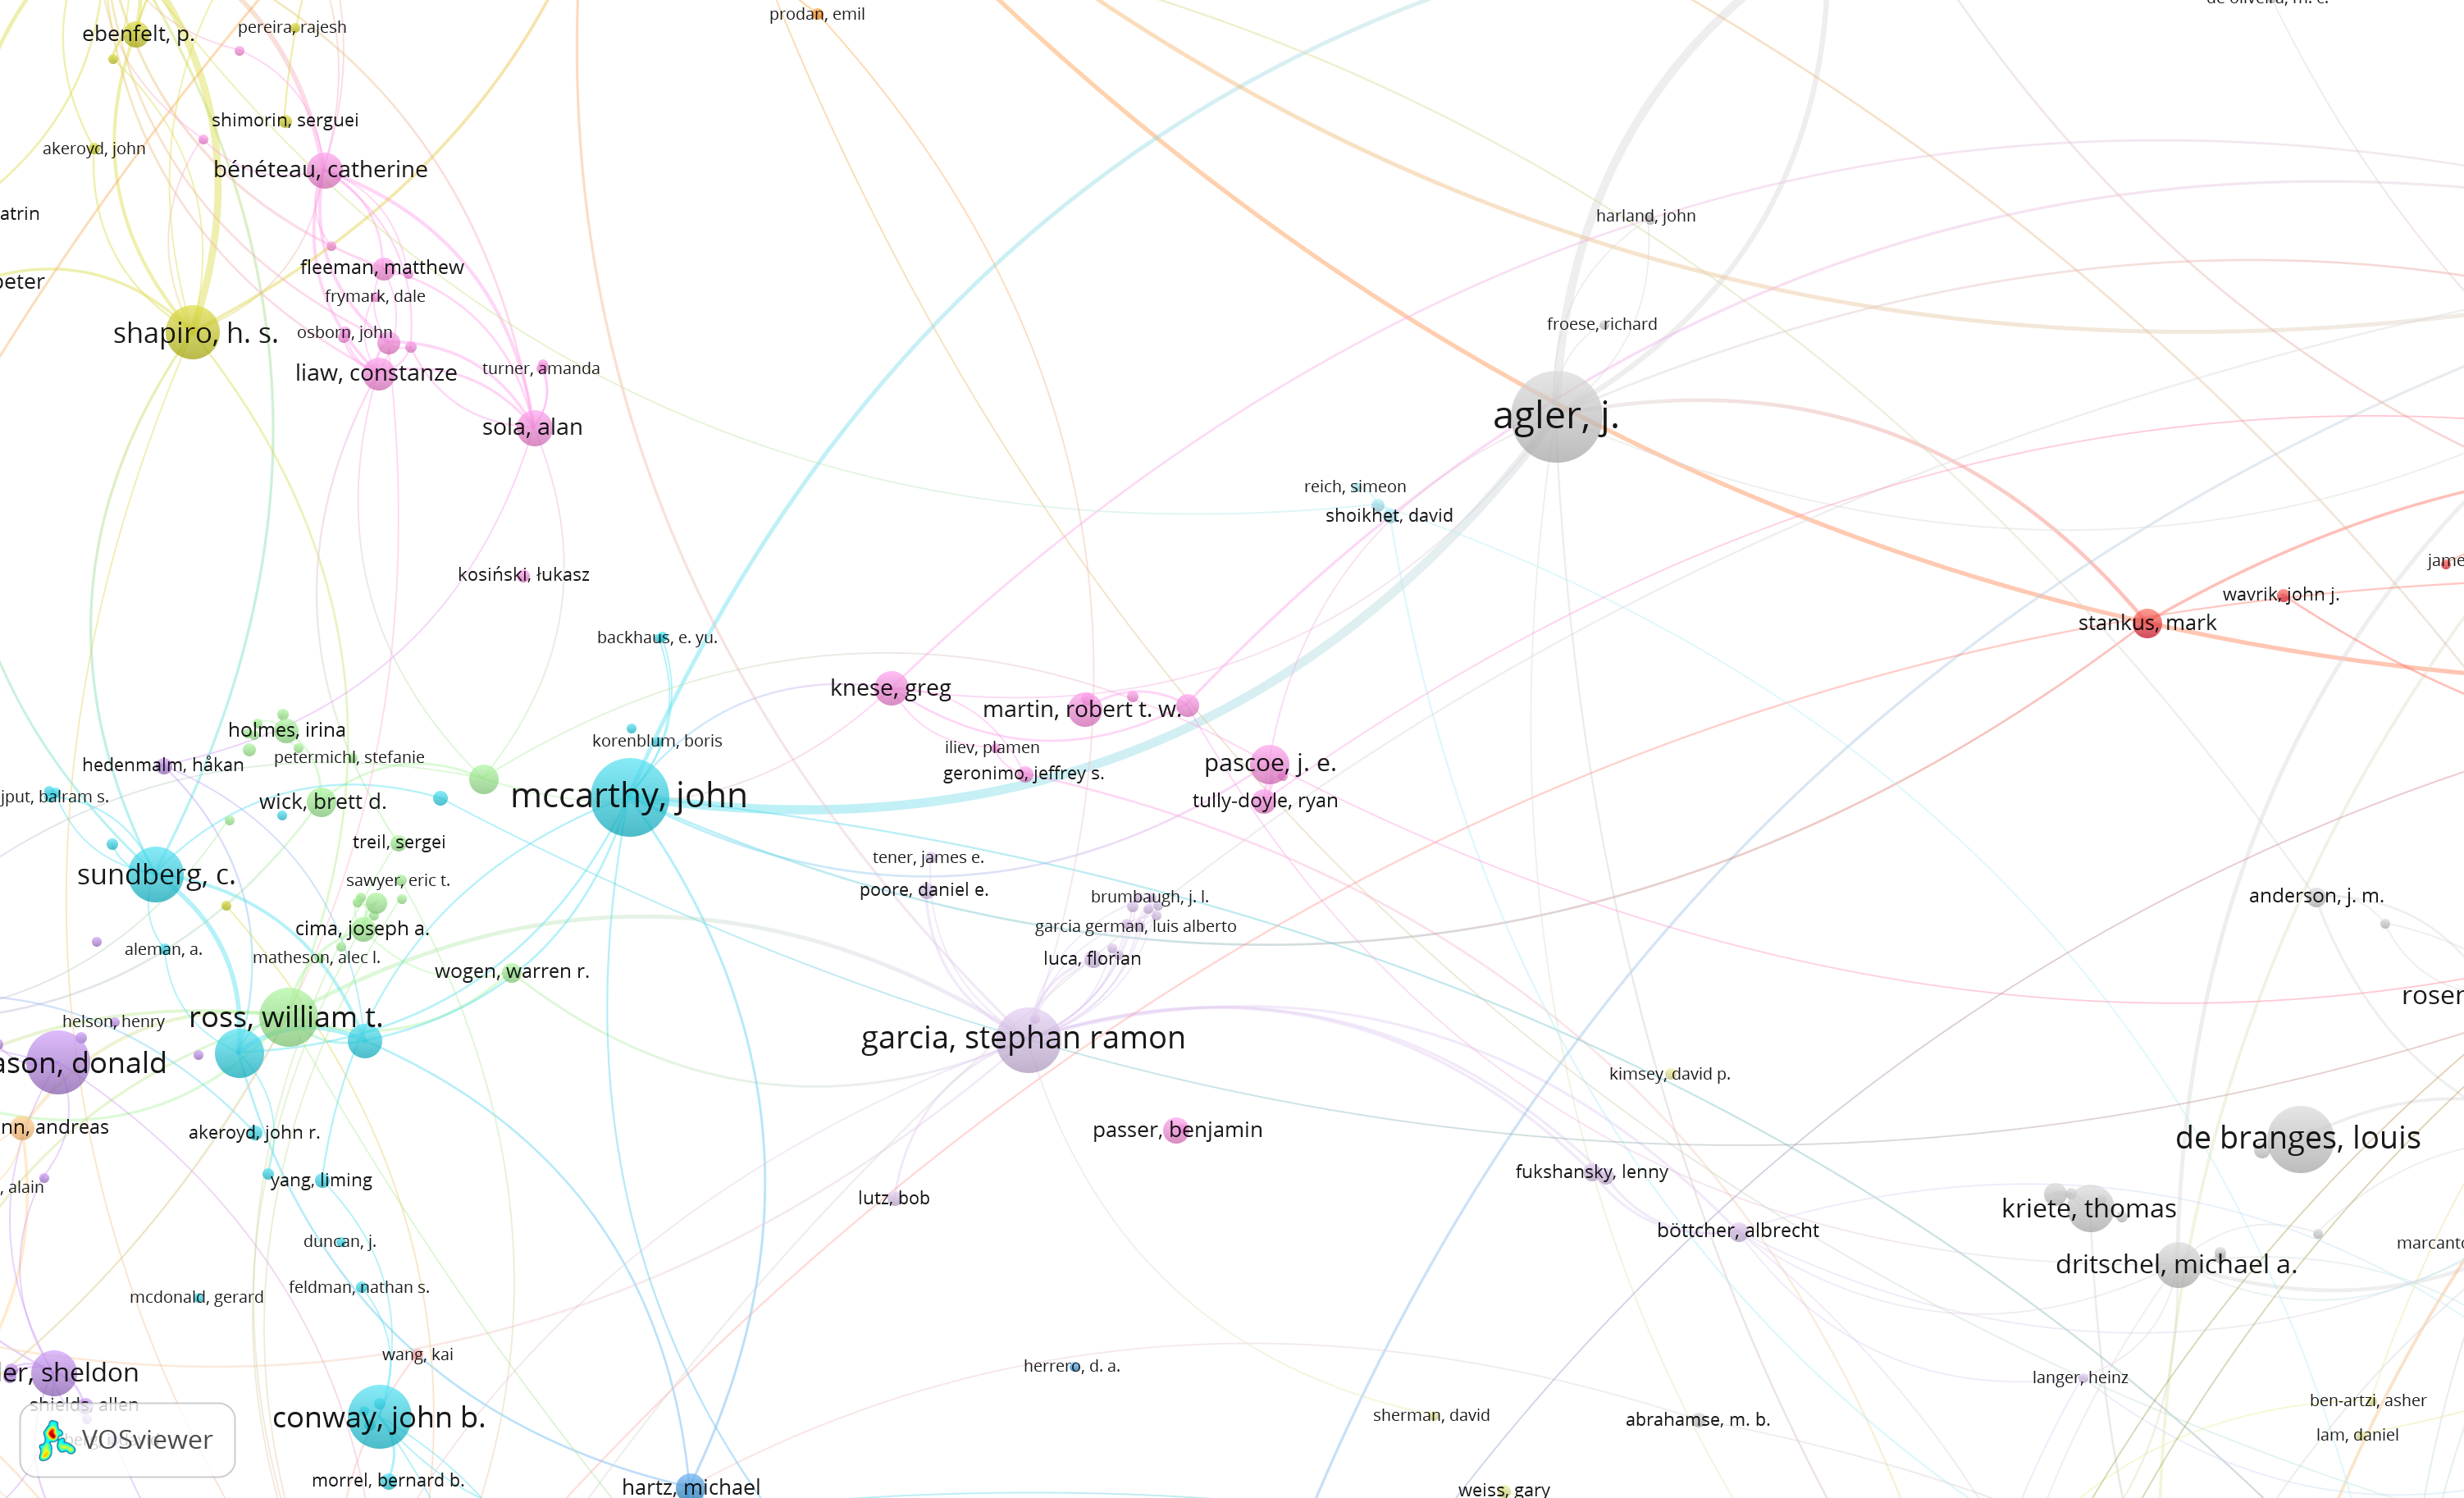 de oliveira, m. c.
prodan, emil
pereira, rajesh
ebenfelt, p.
shimorin, serguei
akeroyd, john
bénéteau, catherine
atrin
harland, john
fleeman, matthew
peter
frymark, dale
froese, richard
osborn, john
shapiro, h. s.
turner, amanda
liaw, constanze
agler, j.
sola, alan
reich, simeon
shoikhet, david
jame
kosiński, łukasz
wavrik, john j.
stankus, mark
backhaus, e. yu.
knese, greg
martin, robert t. w.
holmes, irina
korenblum, boris
iliev, plamen
petermichl, stefanie
hedenmalm, håkan
pascoe, j. e.
geronimo, jeffrey s.
mccarthy, john
jput, balram s.
wick, brett d.
tully-doyle, ryan
treil, sergei
tener, james e.
sundberg, c.
sawyer, eric t.
poore, daniel e.
anderson, j. m.
brumbaugh, j. l.
garcia german, luis alberto
cima, joseph a.
aleman, a.
matheson, alec l.
luca, florian
wogen, warren r.
roser
ross, william t.
helson, henry
garcia, stephan ramon
ason, donald
kimsey, david p.
nn, andreas
akeroyd, john r.
passer, benjamin
de branges, louis
fukshansky, lenny
yang, liming
, alain
lutz, bob
kriete, thomas
böttcher, albrecht
duncan, j.
marcanto
dritschel, michael a.
feldman, nathan s.
mcdonald, gerard
wang, kai
herrero, d. a.
ler, sheldon
langer, heinz
shields, allen
ben-artzi, asher
conway, john b.
sherman, david
abrahamse, m. b.
lam, daniel
VOSviewer
morrel, bernard b.
hartz, michael
weiss, gary